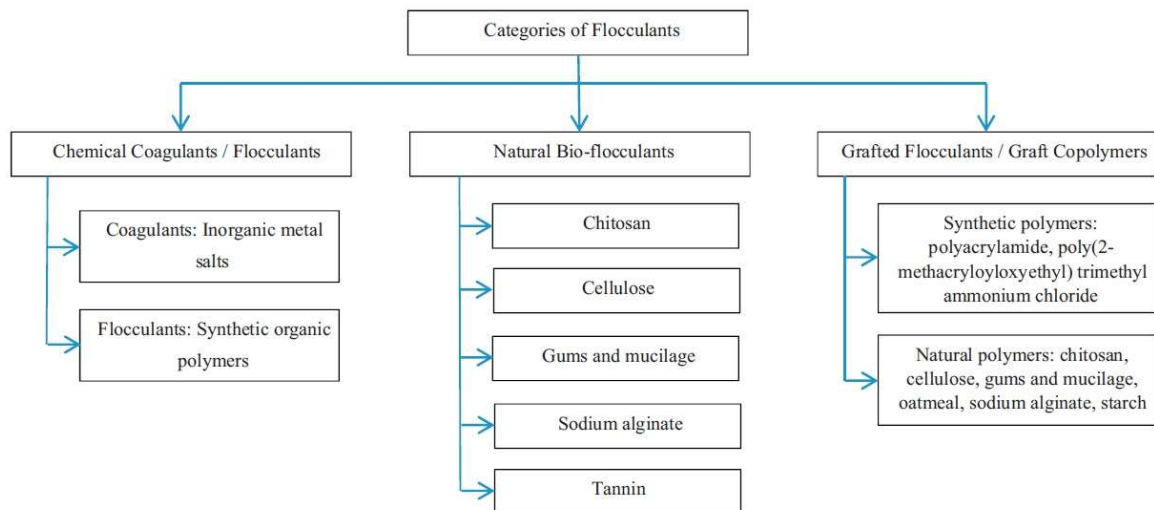 Categories of Flocculants
Chemical Coagulants / Flocculants
Coagulants: Inorganic metal
salts
Flocculants: Synthetic organic
polymers
Natural Bio-flocculants
Chitosan
Cellulose
Gums and mucilage
Sodium alginate
Tannin
Grafted Flocculants / Graft Copolymers
Synthetic polymers:
polyacrylamide, poly(2-
methacryloyloxyethyl) trimethyl
ammonium chloride
Natural polymers: chitosan,
cellulose, gums and mucilage,
oatmeal, sodium alginate, starch